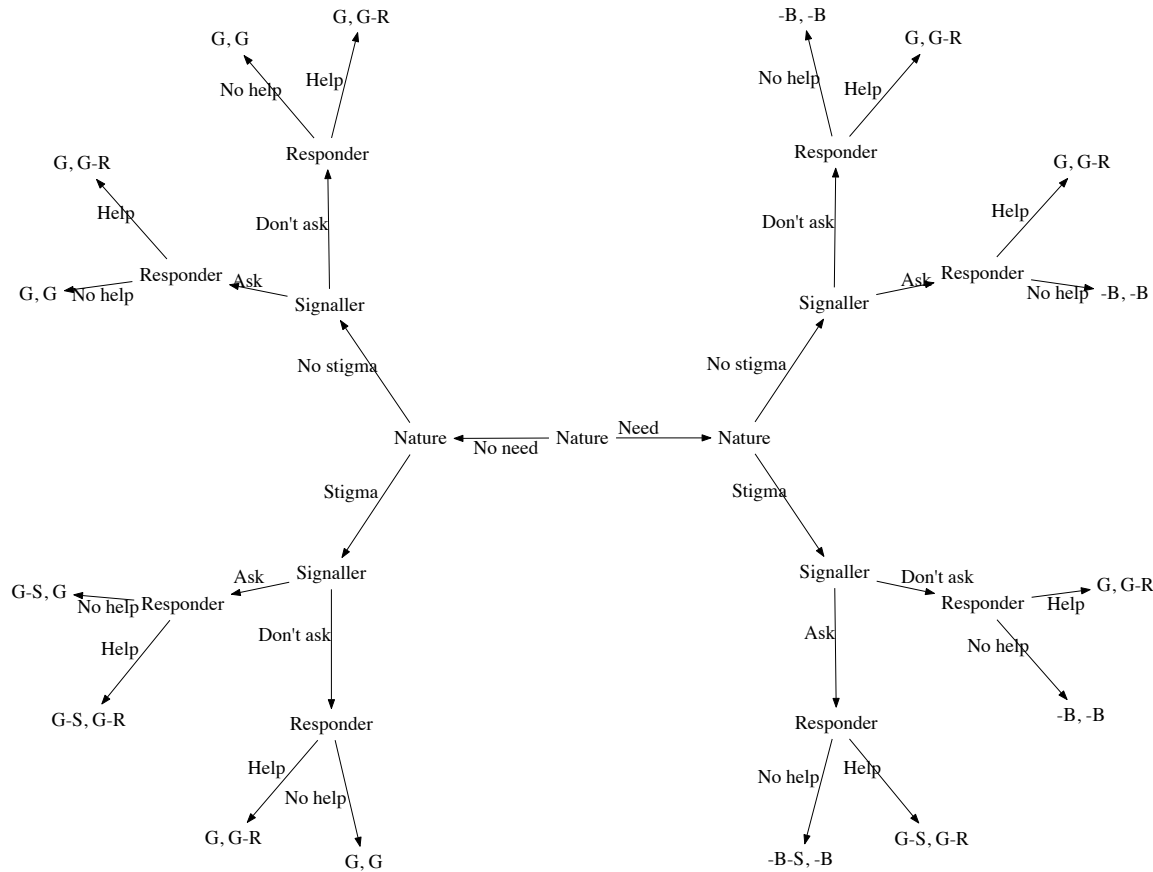 G, G-R
-B, -B
G, G
G, G-R
No help
Help
No help
Help
Responder
Responder
G, G-R
G, G-R
Help
Don't ask
Don't ask
Help
Responder
Ask
Ask
Responder
G, G
No help
Signaller
Signaller
No help
-B, -B
No stigma
No stigma
Nature
No need
Nature
Need
Nature
Stigma
Stigma
Signaller
Signaller
Ask
Don't ask
G-S, G
No help
Responder
Responder
Help
G, G-R
Help
Don't ask
Ask
No help
G-S, G-R
Responder
Responder
-B, -B
Help
No help
No help
Help
G, G-R
G, G
-B-S, -B
G-S, G-R